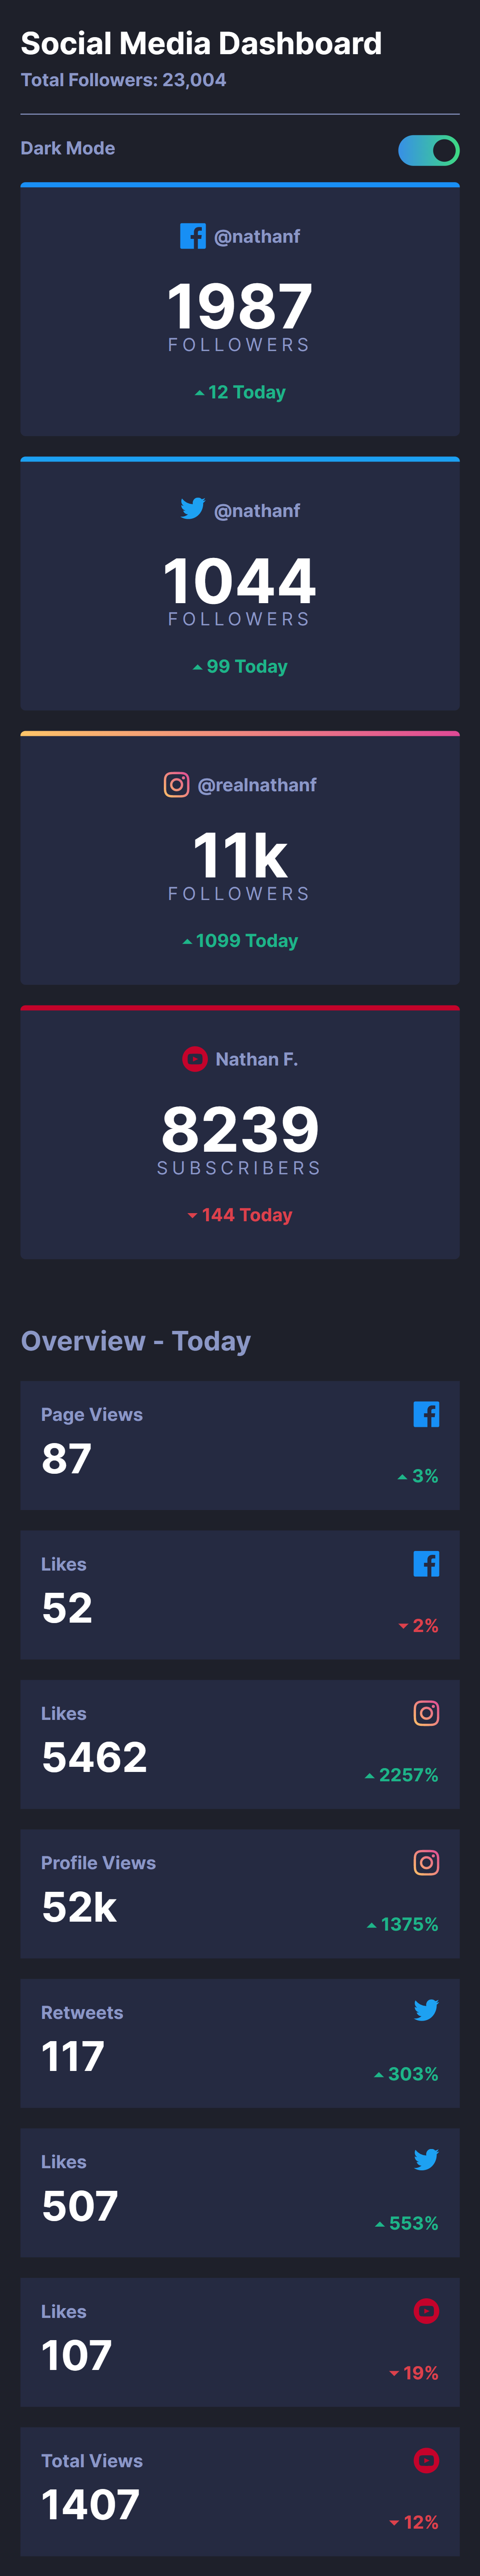 Social Media Dashboard
Total Followers: 23,004
Dark Mode
@nathanf
1987
FOLLOWERS
12 Today
@nathanf
1044
FOLLOWERS
99 Today
@realnathanf
11k
FOLLOWERS
1099 Today
Nathan F.
8239
SUBSCRIBERS
144 Today
Overview - Today
Page Views
87
3%
Likes
52
2%
Likes
5462
2257%
Profile Views
52k
1375%
Retweets
117
303%
Likes
507
553%
Likes
107
19%
Total Views
1407
12%